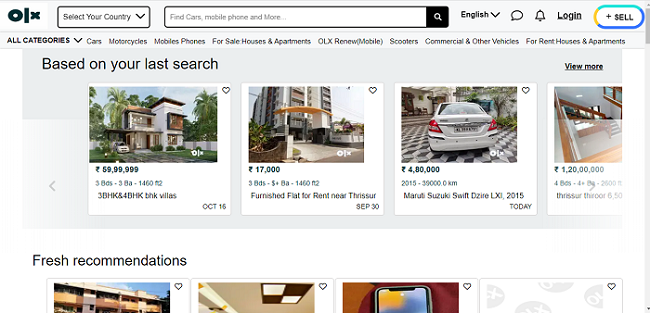 olx Select Your Country Find Cars, mobile phone and More... English Login + SELL
ALL CATEGORIES Cars Motorcycles Mobiles Phones For Sale Houses & Apartments OLX Renew(Mobile) Scooters Commercial & Other Vehicles For Rent Houses & Apartments
Based on your last search View more
olx olx
₹ 59,99,999 ₹ 17,000 ₹ 4,80,000 ₹ 1,20,00,000
3 Bds - 3 Ba - 1460 ft2 3 Bds - $+ Ba - 1460 ft2 2015 - 39000.0 km 4 Bds - 4+ Ba - 2600 ft2
3BHK&4BHK bhk villas Furnished Flat for Rent near Thrissur Maruti Suzuki Swift Dzire LXI, 2015 thrissur thiroor 6,50
OCT 16 SEP 30 TODAY
Fresh recommendations